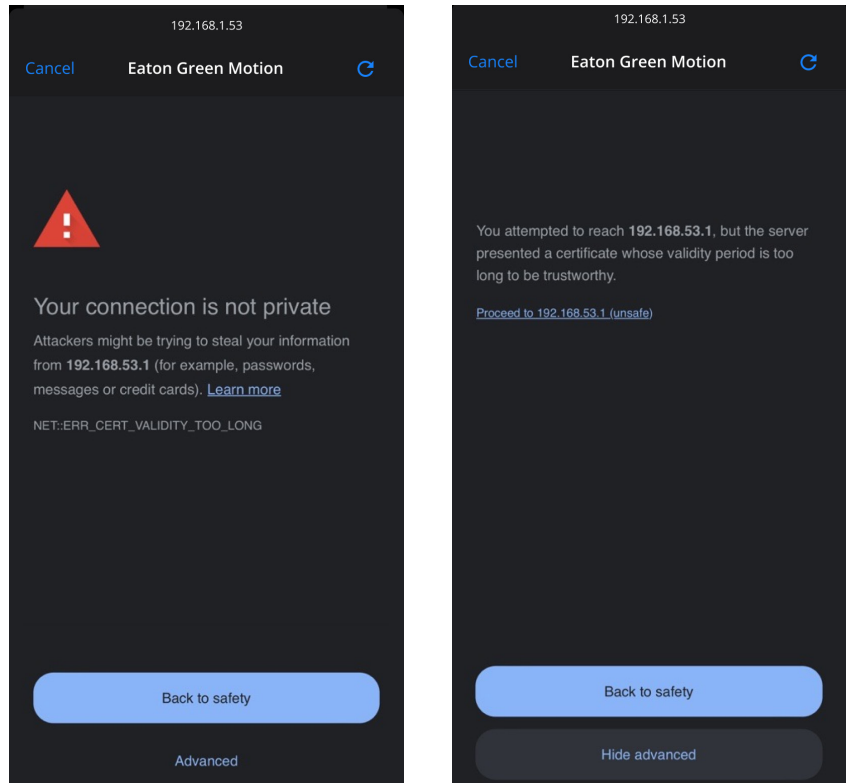 192.168.1.53
Cancel
Eaton Green Motion
Your connection is not private
Attackers might be trying to steal your information
from 192.168.53.1 (for example, passwords,
messages or credit cards). Learn more
NET::ERR_CERT_VALIDITY_TOO_LONG
Back to safety
Advanced
192.168.1.53
Cancel
Eaton Green Motion
You attempted to reach 192.168.53.1, but the server
presented a certificate whose validity period is too
long to be trustworthy.
Proceed to 192.168.53.1 (unsafe)
Back to safety
Hide advanced